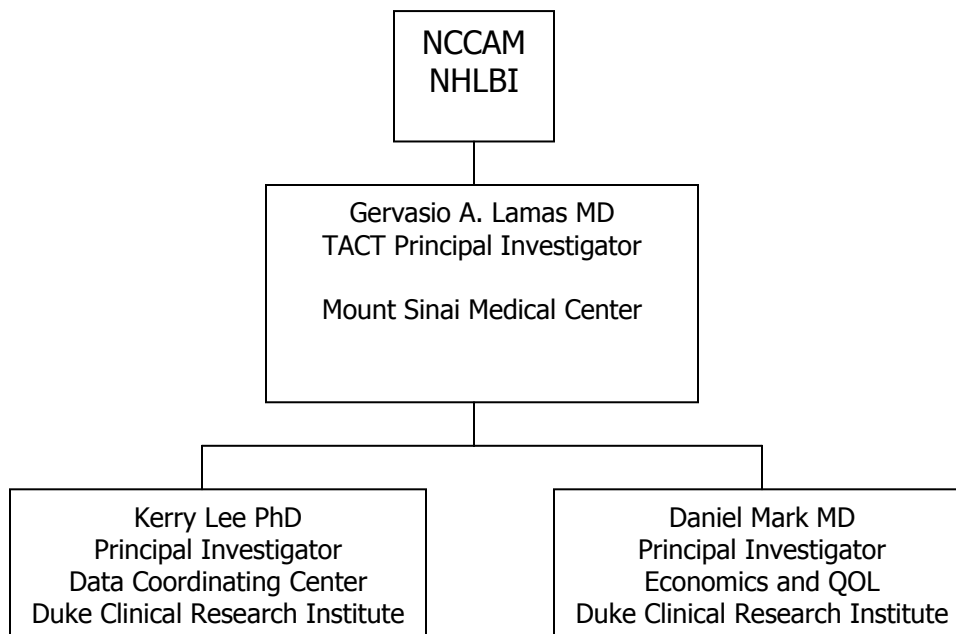 NCCAM
NHLBI
Gervasio A. Lamas MD
TACT Principal Investigator
Mount Sinai Medical Center
Kerry Lee PhD
Principal Investigator
Data Coordinating Center
Duke Clinical Research Institute
Daniel Mark MD
Principal Investigator
Economics and QOL
Duke Clinical Research Institute